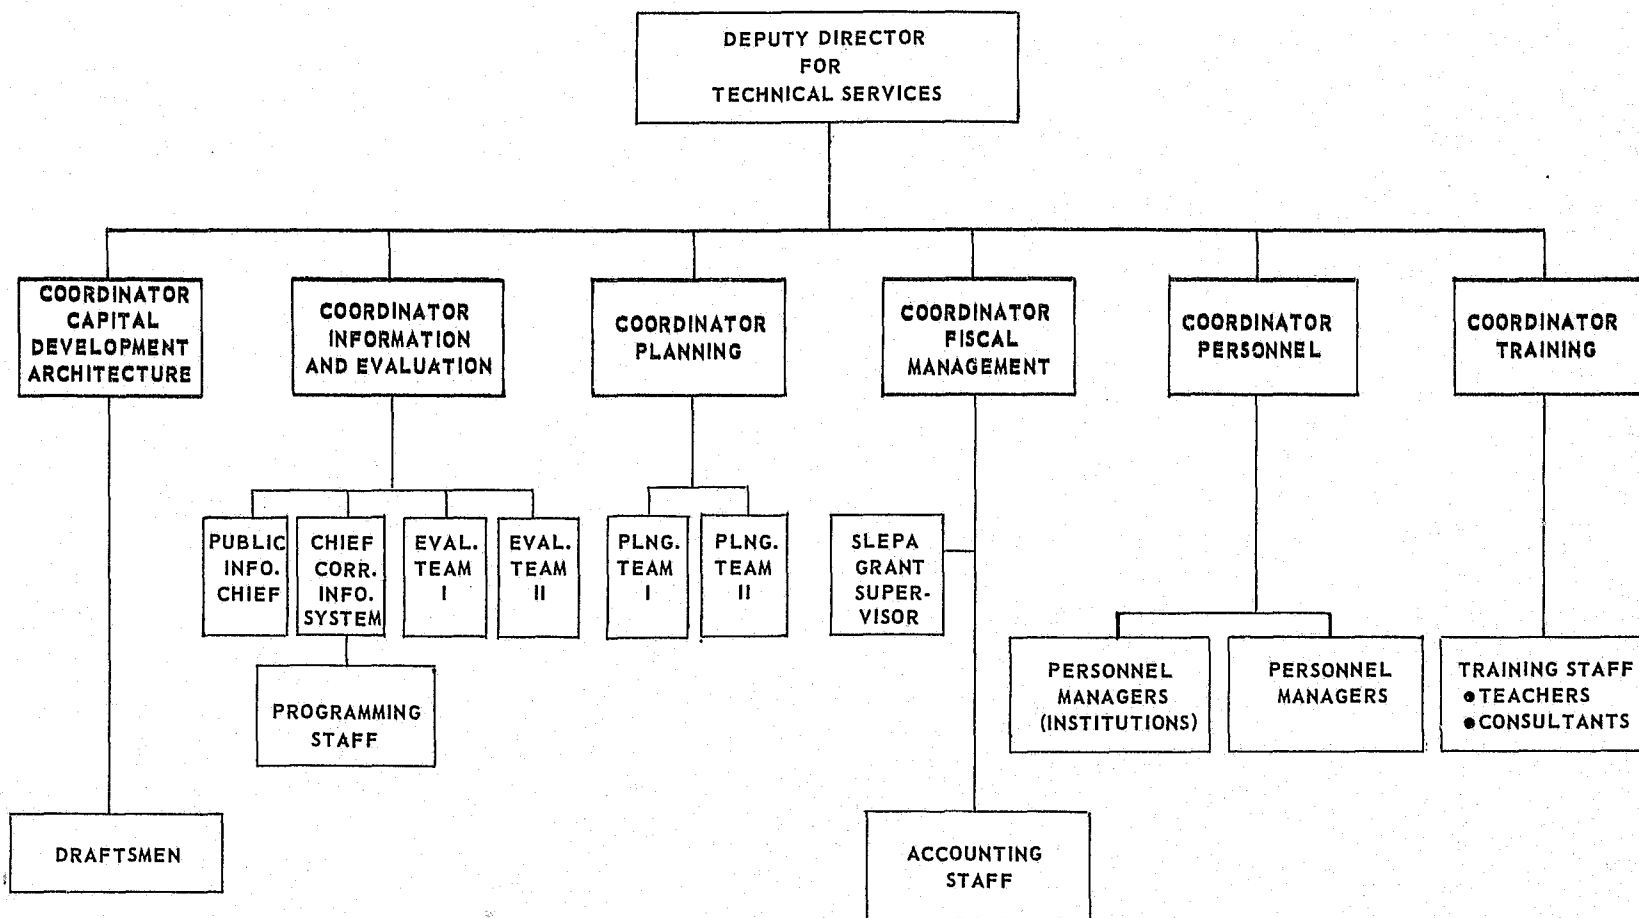 DEPUTY DIRECTOR
FOR
TECHNICAL SERVICES
COORDINATOR
CAPITAL
DEVELOPMENT
ARCHITECTURE
COORDINATOR
INFORMATION
AND EVALUATION
COORDINATOR
PLANNING
COORDINATOR
FISCAL
MANAGEMENT
COORDINATOR
PERSONNEL
COORDINATOR
TRAINING
PUBLIC
INFO.
CHIEF
CHIEF
CORR.
INFO.
SYSTEM
EVAL.
TEAM
I
EVAL.
TEAM
II
PLNG.
TEAM
I
PLNG.
TEAM
II
SLEPA
GRANT
SUPER-
VISOR
PROGRAMMING
STAFF
PERSONNEL
MANAGERS
(INSTITUTIONS)
PERSONNEL
MANAGERS
TRAINING STAFF
● TEACHERS
● CONSULTANTS
DRAFTSMEN
ACCOUNTING
STAFF